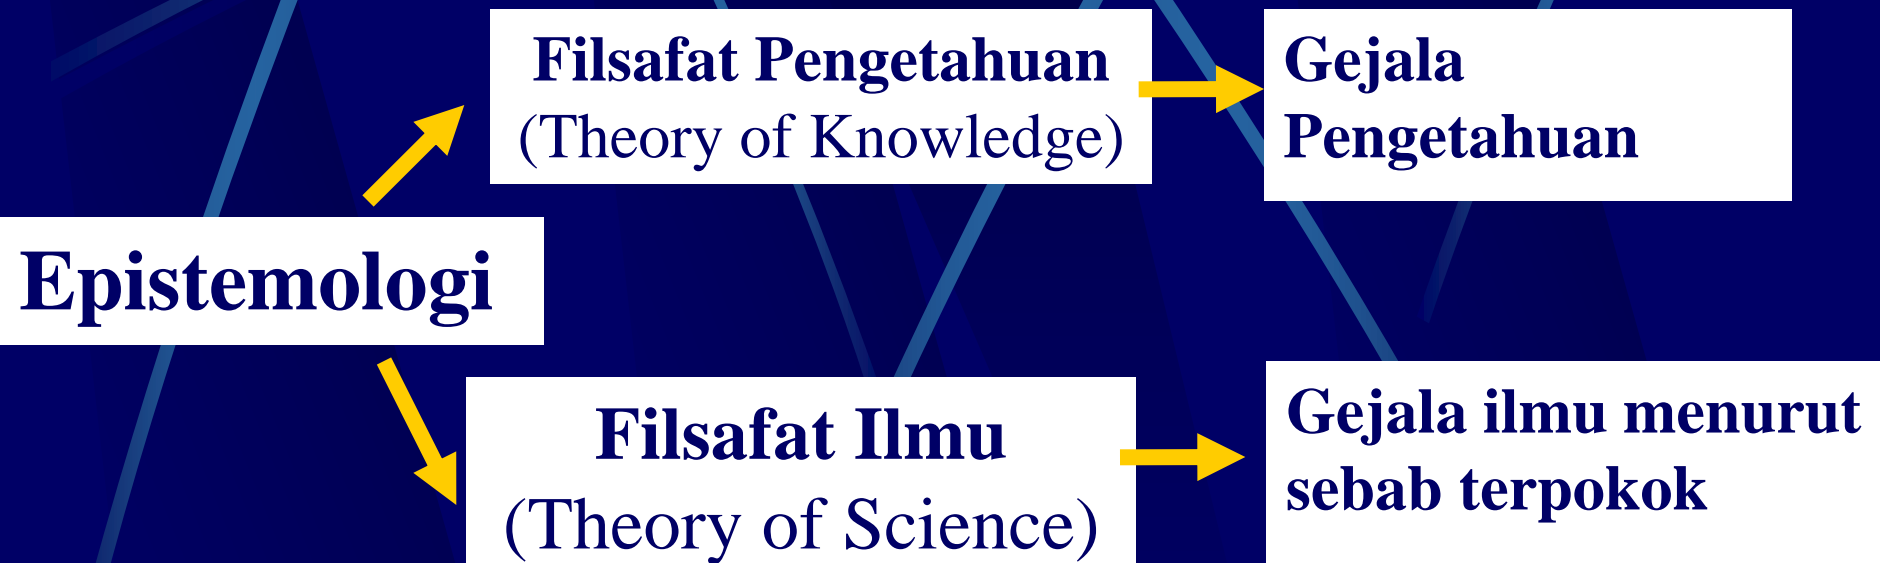 Epistemologi
Filsafat Pengetahuan
(Theory of Knowledge)
Gejala
Pengetahuan
Filsafat Ilmu
(Theory of Science)
Gejala ilmu menurut
sebab terpokok